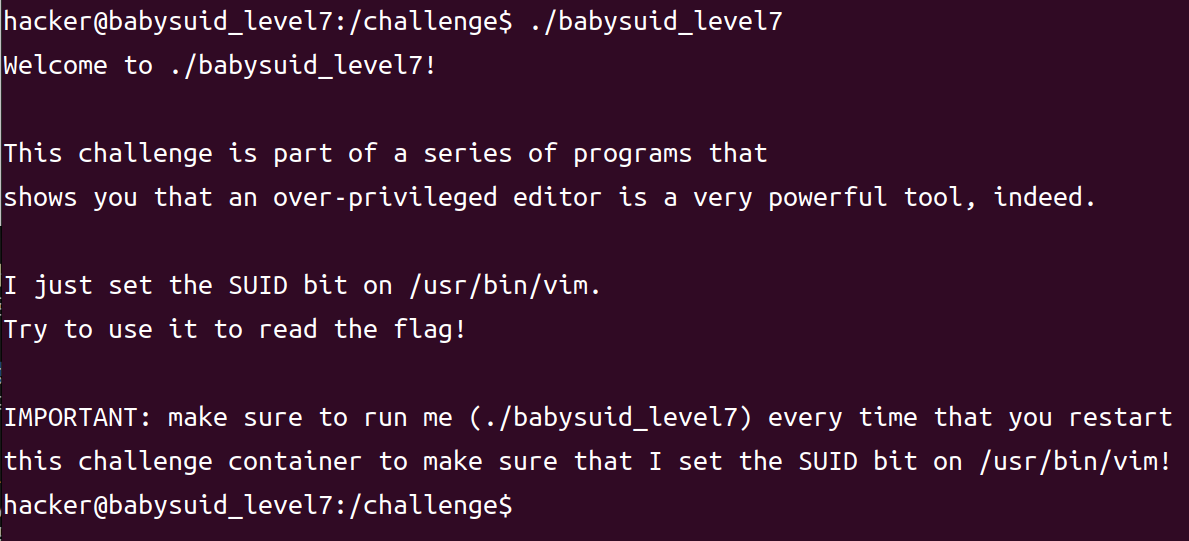 hacker@babysuid_level7:/challenge$ ./babysuid_level7
Welcome to ./babysuid_level7!
This challenge is part of a series of programs that
shows you that an over-privileged editor is a very powerful tool, indeed.
I just set the SUID bit on /usr/bin/vim.
Try to use it to read the flag!
IMPORTANT: make sure to run me (./babysuid_level7) every time that you restart
this challenge container to make sure that I set the SUID bit on /usr/bin/vim!
hacker@babysuid_level7:/challenge$